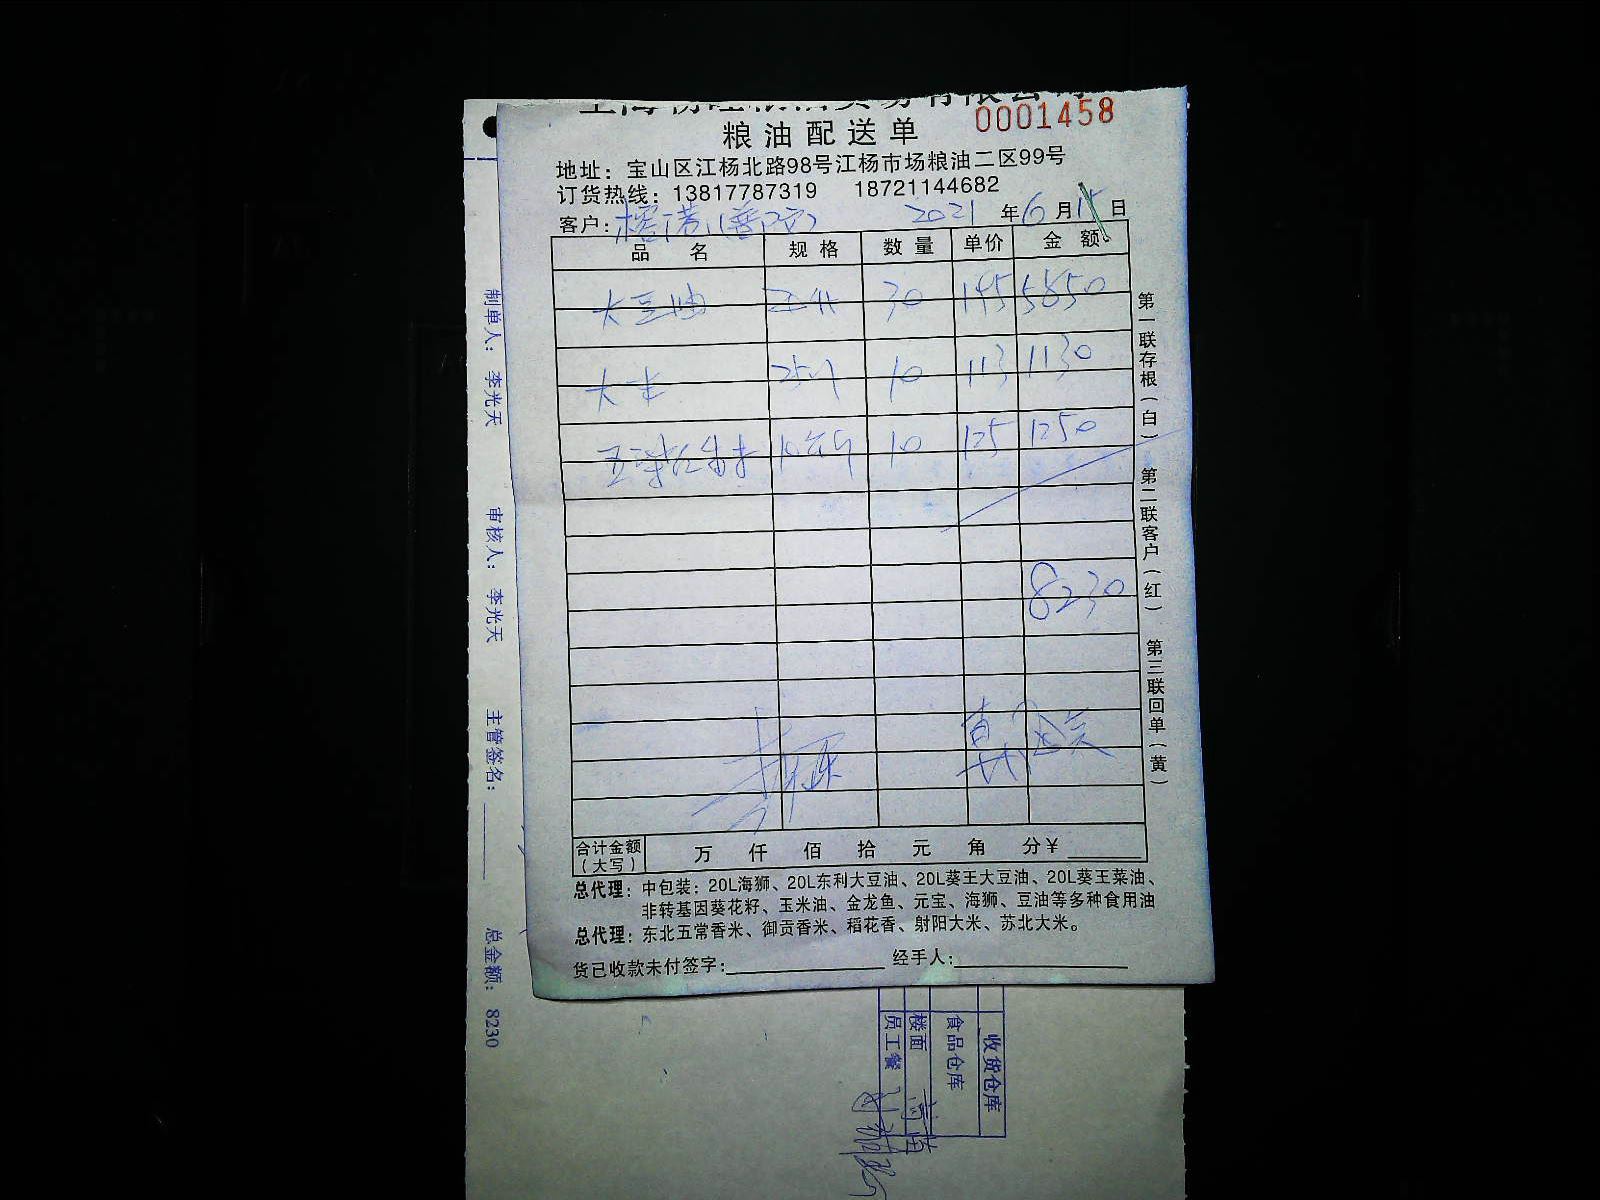 0001458
粮油配送单
地址：宝山区江杨北路98号江杨市场粮油二区99号
订货热线：13817787319 18721144682
客户： 2021年6月15日
品名 规格 数量 单价 金额
大豆油 30 195 5850
大米 10 113 1130
10公斤 10 125 1250
8230
合计金额（大写） 万 仟 佰 拾 元 角 分¥
总代理：中包装：20L海狮、20L东利大豆油、20L葵王大豆油、20L葵王菜油、
非转基因葵花籽、玉米油、金龙鱼、元宝、海狮、豆油等多种食用油
总代理：东北五常香米、御贡香米、稻花香、射阳大米、苏北大米。
货已收款未付签字： 经手人：
第一联存根（白） 第二联客户（红） 第三联回单（黄）
制单人：李光天 审核人：李光天 主管签名： 总金额：8230
收货仓库
食品仓库
楼面
员工餐